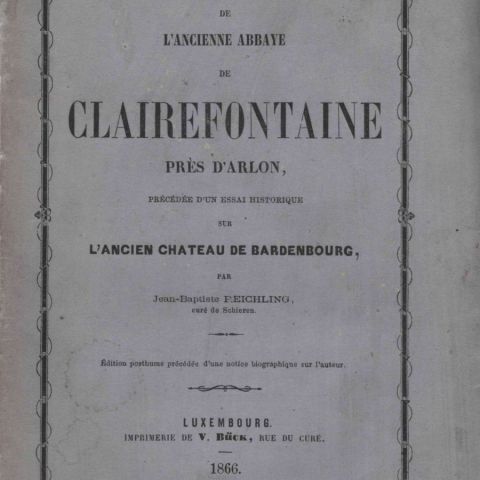 DE
L'ANCIENNE ABBAYE
DE
CLAIREFONTAINE
PRÈS D'ARLON,
PRÉCÉDÉE D'UN ESSAI HISTORIQUE
SUR
L'ANCIEN CHATEAU DE BARDENBOURG,
PAR
Jean-Baptiste REICHLING,
curé de Schieren.
Édition posthume précédée d'une notice biographique sur l'auteur.
LUXEMBOURG.
IMPRIMERIE DE V. BÜCK, RUE DU CURÉ.
1866.